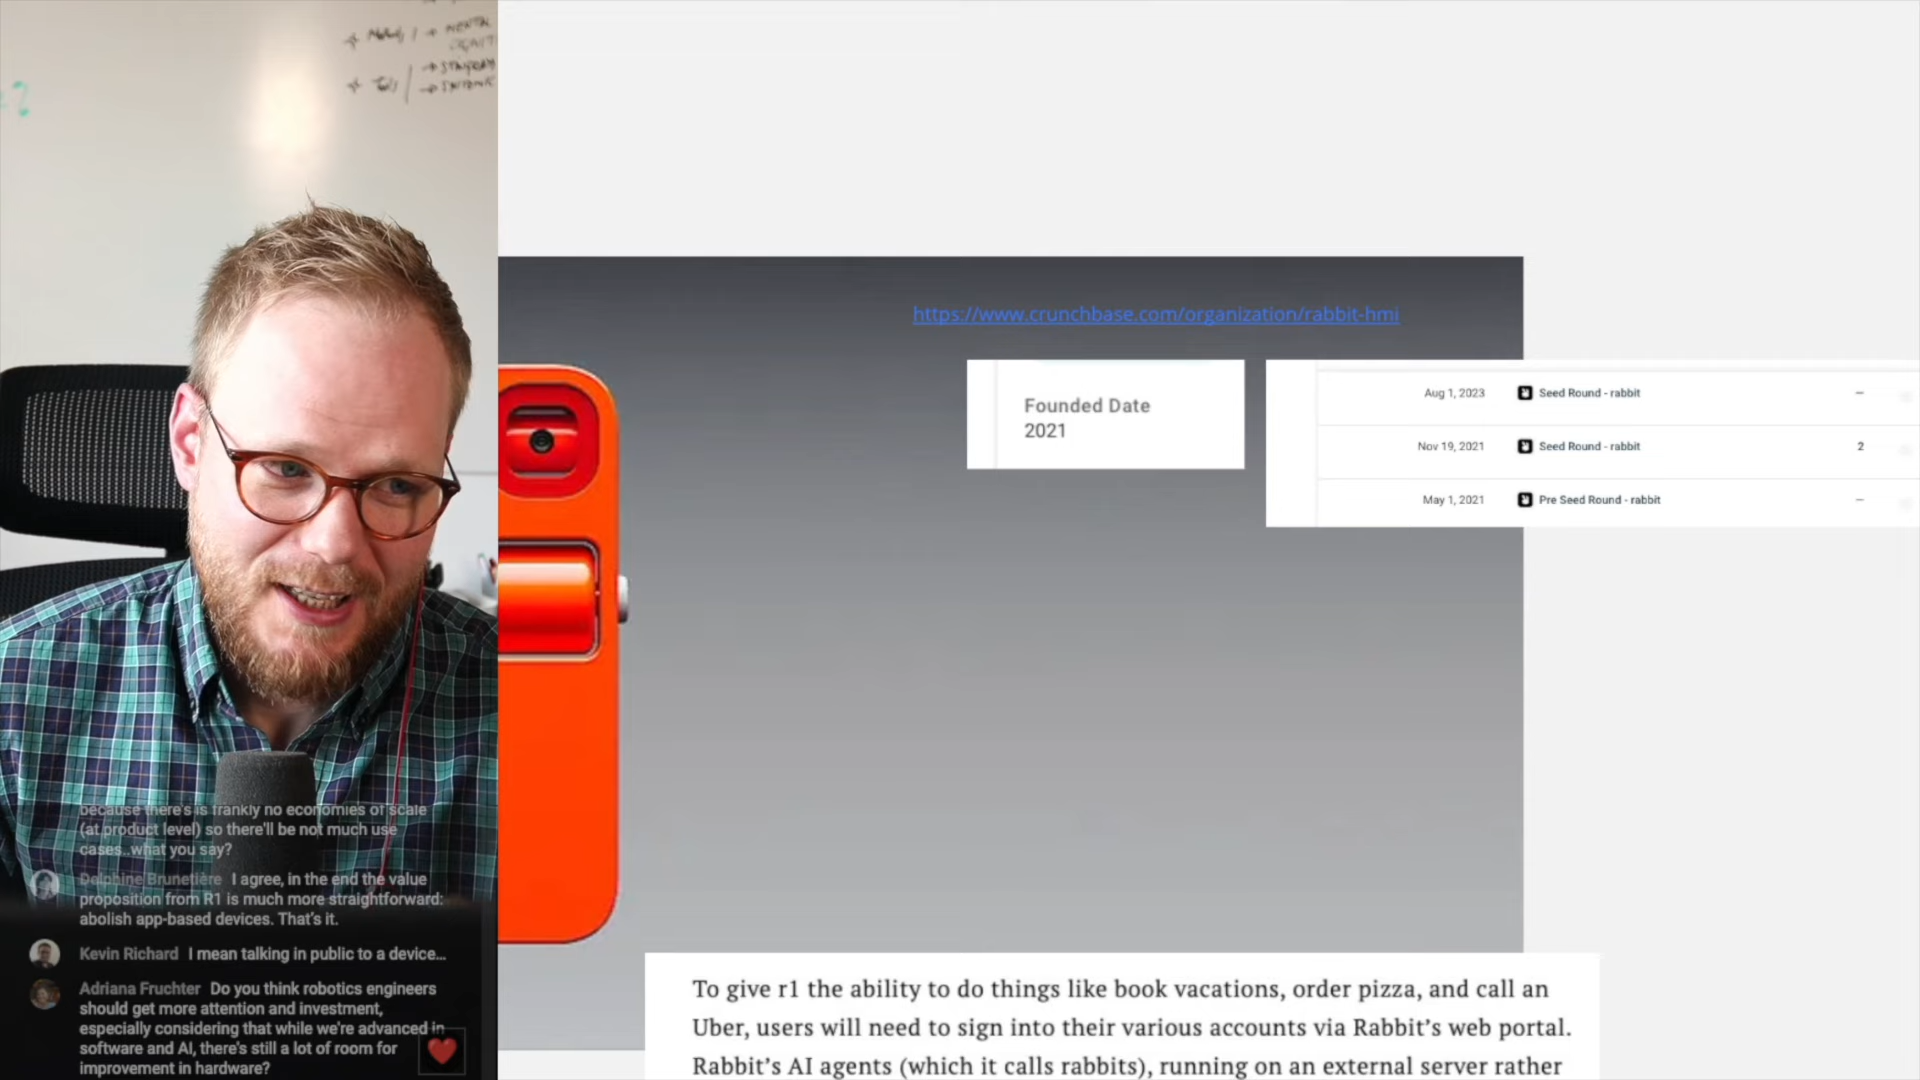 https://www.crunchbase.com/organization/rabbit-hmi
Founded Date
2021
Aug 1, 2023 Seed Round - rabbit —
Nov 19, 2021 Seed Round - rabbit 2
May 1, 2021 Pre Seed Round - rabbit —
because there's is frankly no economies of scale
(at product level) so there'll be not much use
cases..what you say?
Delphine Brunetière I agree, in the end the value
proposition from R1 is much more straightforward:
abolish app-based devices. That's it.
Kevin Richard I mean talking in public to a device...
Adriana Fruchter Do you think robotics engineers
should get more attention and investment,
especially considering that while we're advanced in
software and AI, there's still a lot of room for
improvement in hardware?
To give r1 the ability to do things like book vacations, order pizza, and call an
Uber, users will need to sign into their various accounts via Rabbit's web portal.
Rabbit's AI agents (which it calls rabbits), running on an external server rather